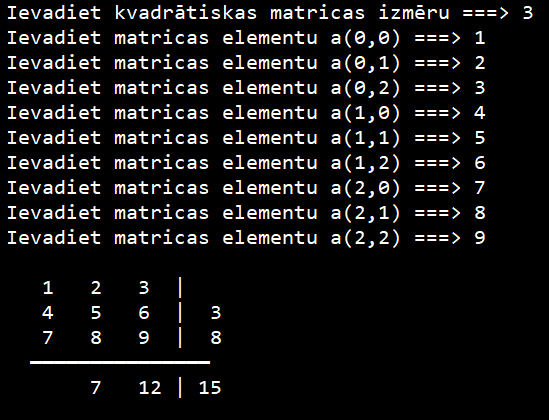 Ievadiet kvadrātiskas matricas izmēru ===> 3
Ievadiet matricas elementu a(0,0) ===> 1
Ievadiet matricas elementu a(0,1) ===> 2
Ievadiet matricas elementu a(0,2) ===> 3
Ievadiet matricas elementu a(1,0) ===> 4
Ievadiet matricas elementu a(1,1) ===> 5
Ievadiet matricas elementu a(1,2) ===> 6
Ievadiet matricas elementu a(2,0) ===> 7
Ievadiet matricas elementu a(2,1) ===> 8
Ievadiet matricas elementu a(2,2) ===> 9
1 2 3 |
4 5 6 | 3
7 8 9 | 8
7 12 | 15